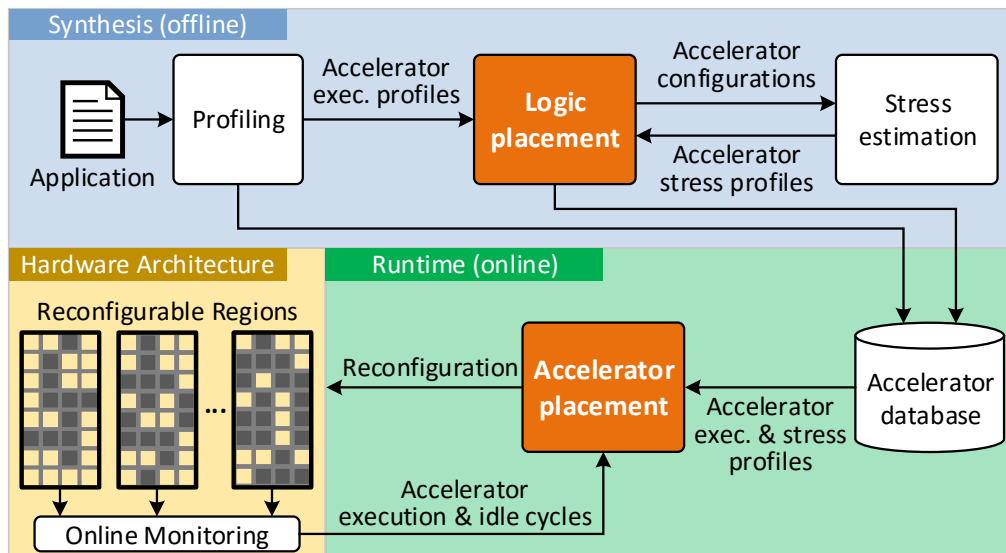 Synthesis (offline)
Application
Profiling
Accelerator
exec. profiles
Logic
placement
Accelerator
configurations
Accelerator
stress profiles
Stress
estimation
Hardware Architecture
Reconfigurable Regions
...
Online Monitoring
Runtime (online)
Reconfiguration
Accelerator
placement
Accelerator
exec. & stress
profiles
Accelerator
database
Accelerator
execution & idle cycles